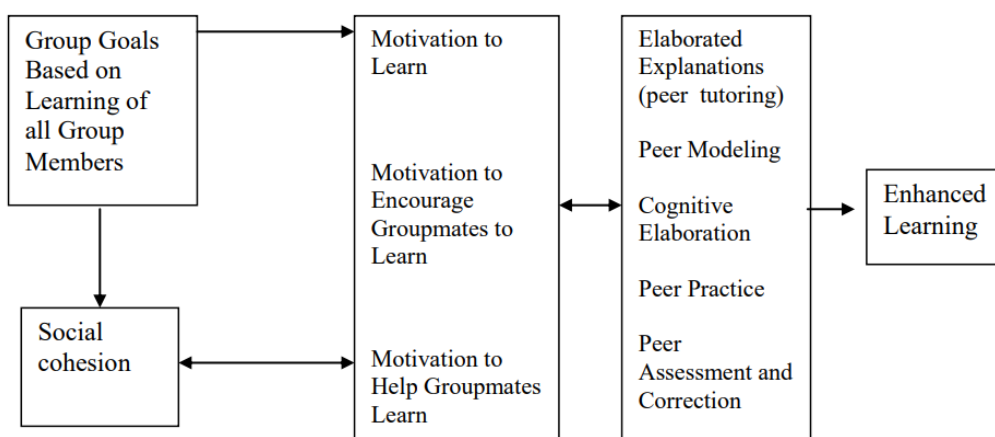 Group Goals
Based on
Learning of
all Group
Members
Social
cohesion
Motivation to
Learn
Motivation to
Encourage
Groupmates to
Learn
Motivation to
Help Groupmates
Learn
Elaborated
Explanations
(peer tutoring)
Peer Modeling
Cognitive
Elaboration
Peer Practice
Peer
Assessment and
Correction
Enhanced
Learning